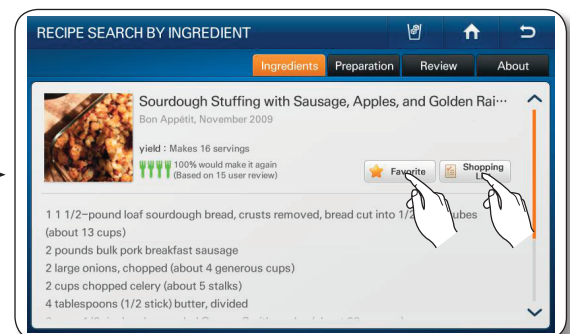 RECIPE SEARCH BY INGREDIENT
Ingredients Preparation Review About
Sourdough Stuffing with Sausage, Apples, and Golden Rai···
Bon Appétit, November 2009
yield : Makes 16 servings
100% would make it again
(Based on 15 user review)
Favorite
Shopping
1 1 1/2-pound loaf sourdough bread, crusts removed, bread cut into
(about 13 cups)
2 pounds bulk pork breakfast sausage
2 large onions, chopped (about 4 generous cups)
2 cups chopped celery (about 5 stalks)
4 tablespoons (1/2 stick) butter, divided